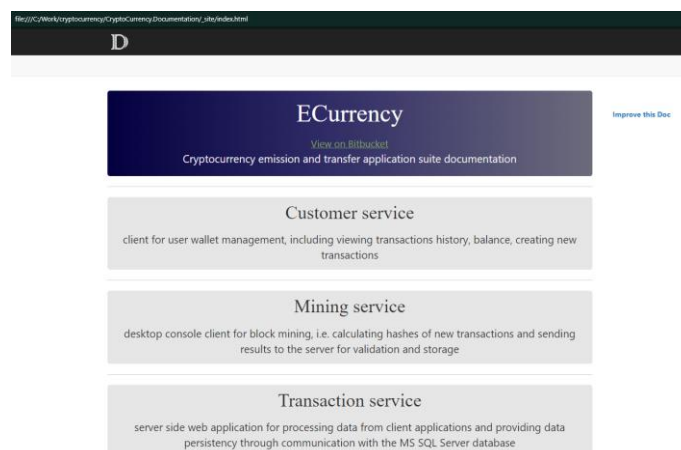 file:///C:/Work/cryptocurrency/CryptoCurrency.Documentation/_site/index.html
D
ECurrency
Improve this Doc
View on Bitbucket
Cryptocurrency emission and transfer application suite documentation
Customer service
client for user wallet management, including viewing transactions history, balance, creating new
transactions
Mining service
desktop console client for block mining, i.e. calculating hashes of new transactions and sending
results to the server for validation and storage
Transaction service
server side web application for processing data from client applications and providing data
persistency through communication with the MS SQL Server database